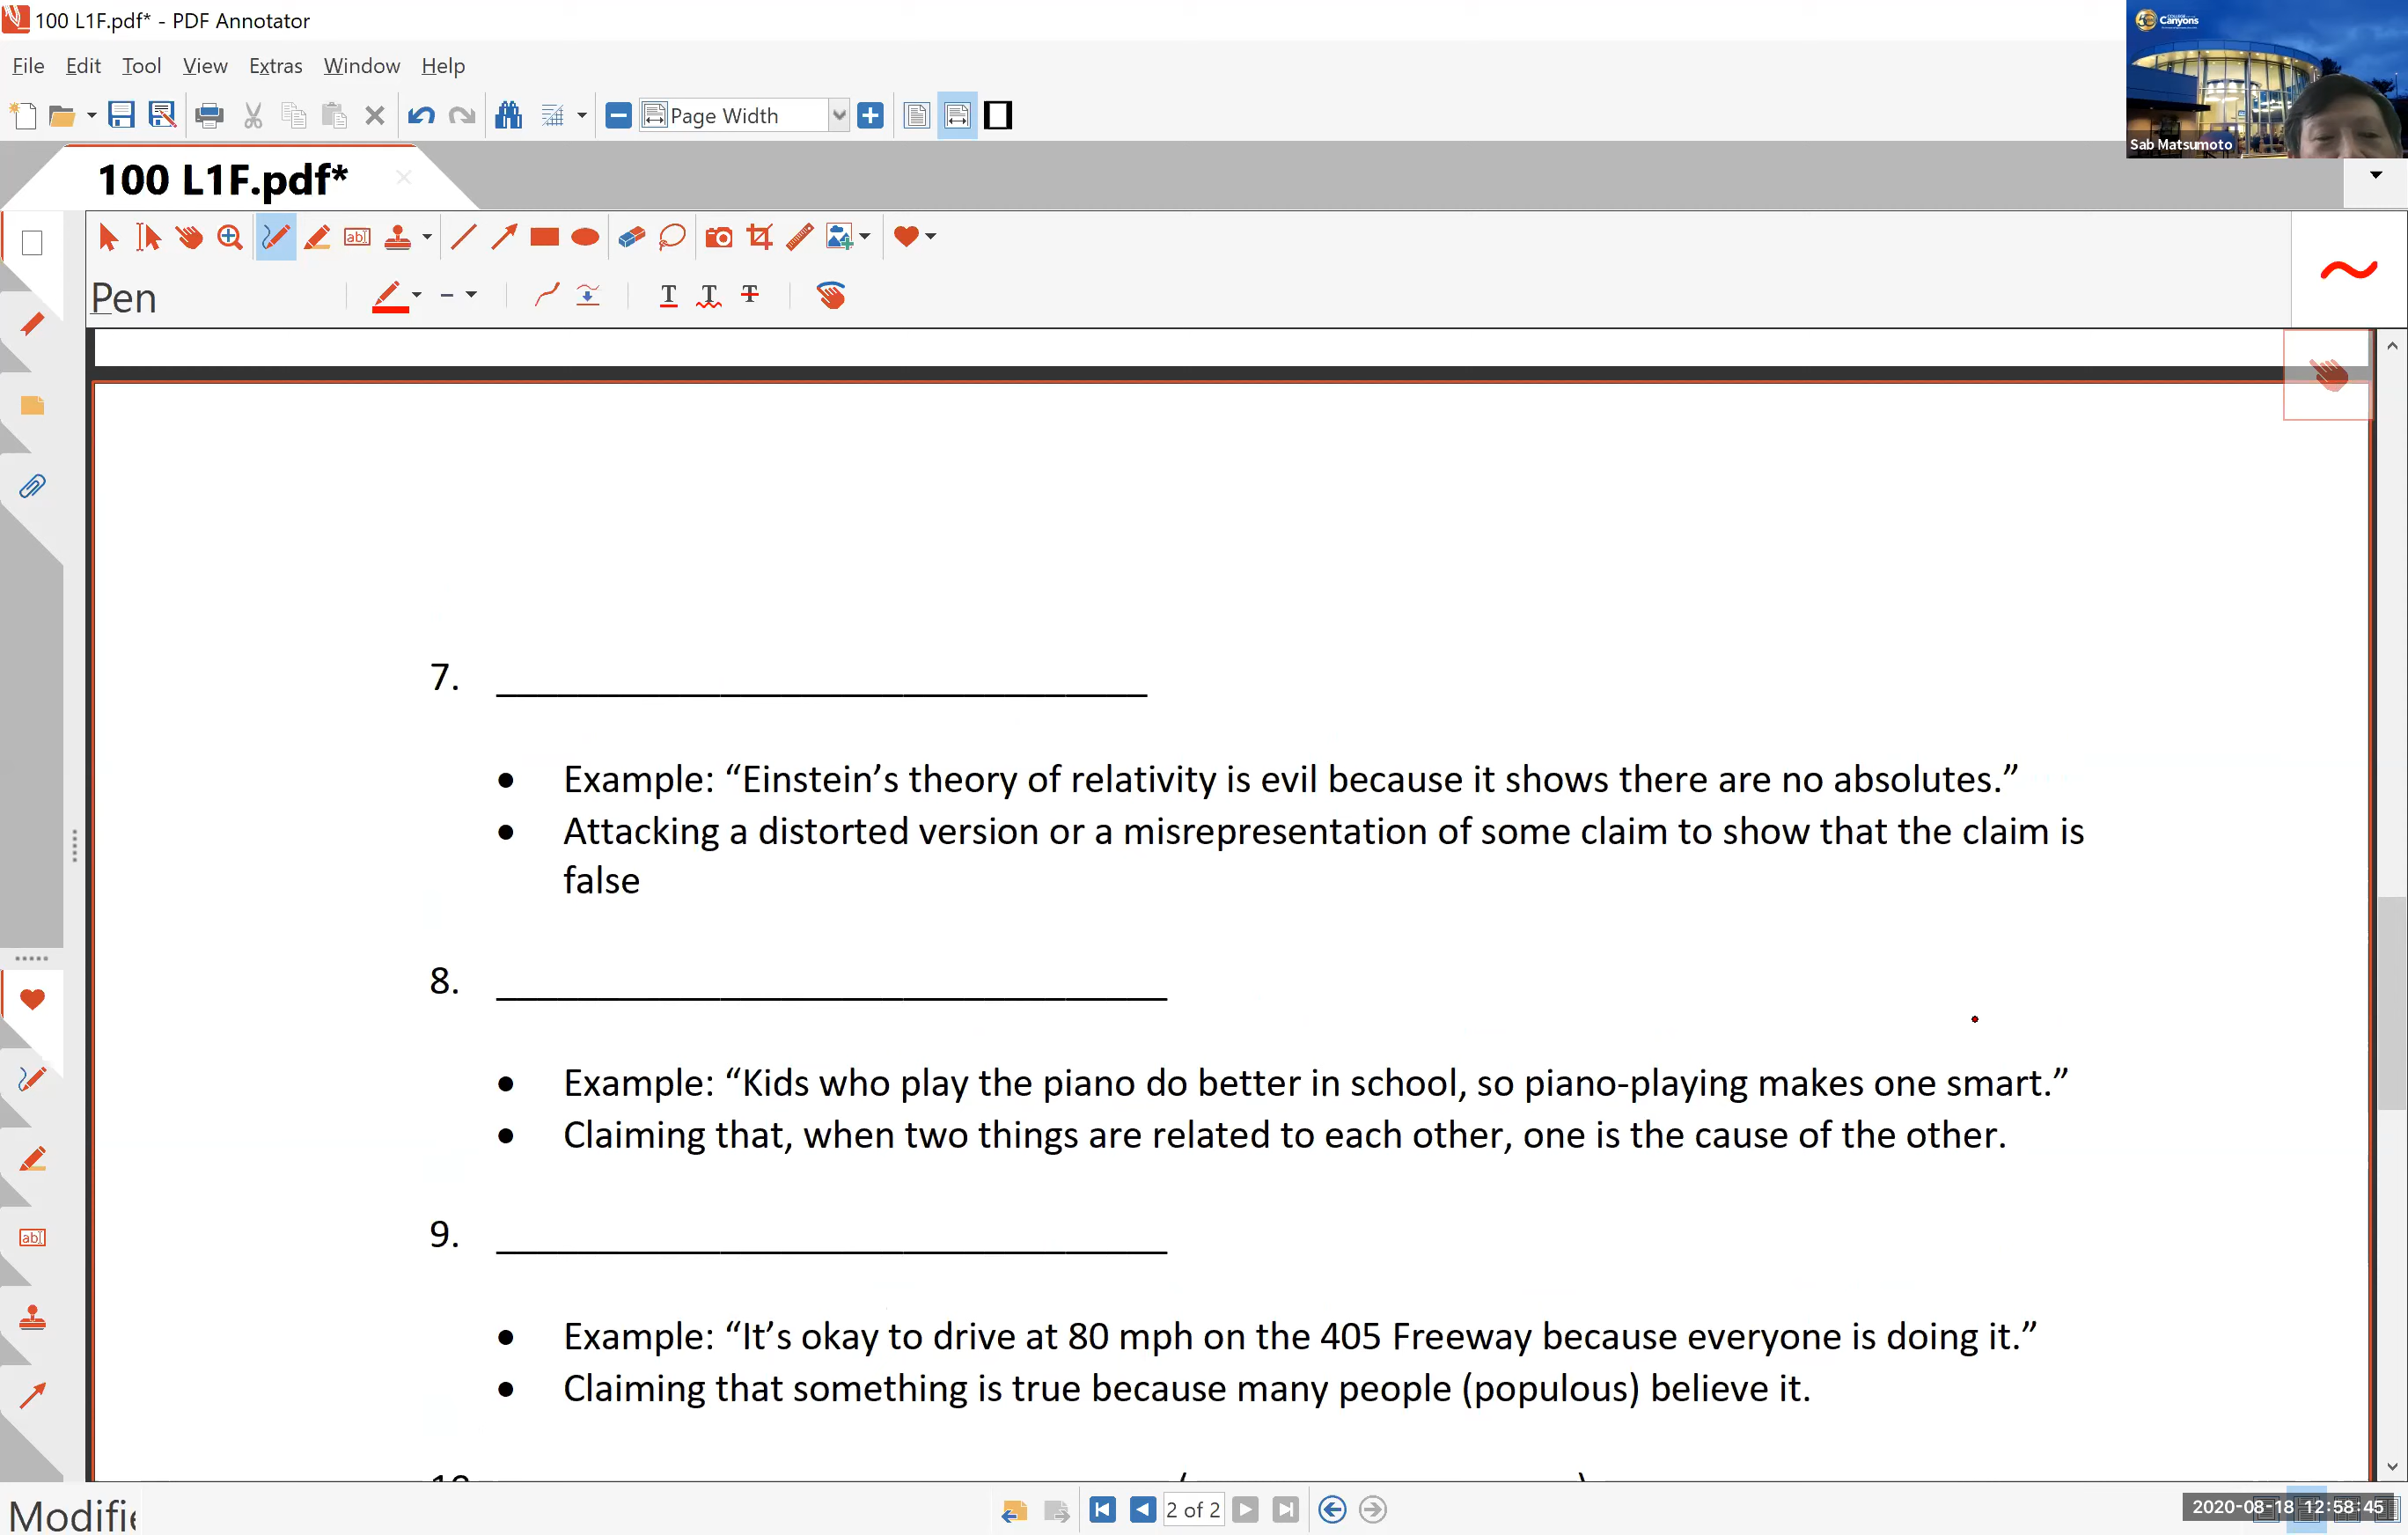 100 L1F.pdf* - PDF Annotator
Canyons
Sab Matsumoto
File Edit Tool View Extras Window Help
Page Width
100 L1F.pdf*
Pen
7. ________________________________
• Example: “Einstein’s theory of relativity is evil because it shows there are no absolutes.”
• Attacking a distorted version or a misrepresentation of some claim to show that the claim is
false
8. _________________________________
• Example: “Kids who play the piano do better in school, so piano-playing makes one smart.”
• Claiming that, when two things are related to each other, one is the cause of the other.
9. _________________________________
• Example: “It’s okay to drive at 80 mph on the 405 Freeway because everyone is doing it.”
• Claiming that something is true because many people (populous) believe it.
Modifi
2 of 2
2020-08-18 12:58:45